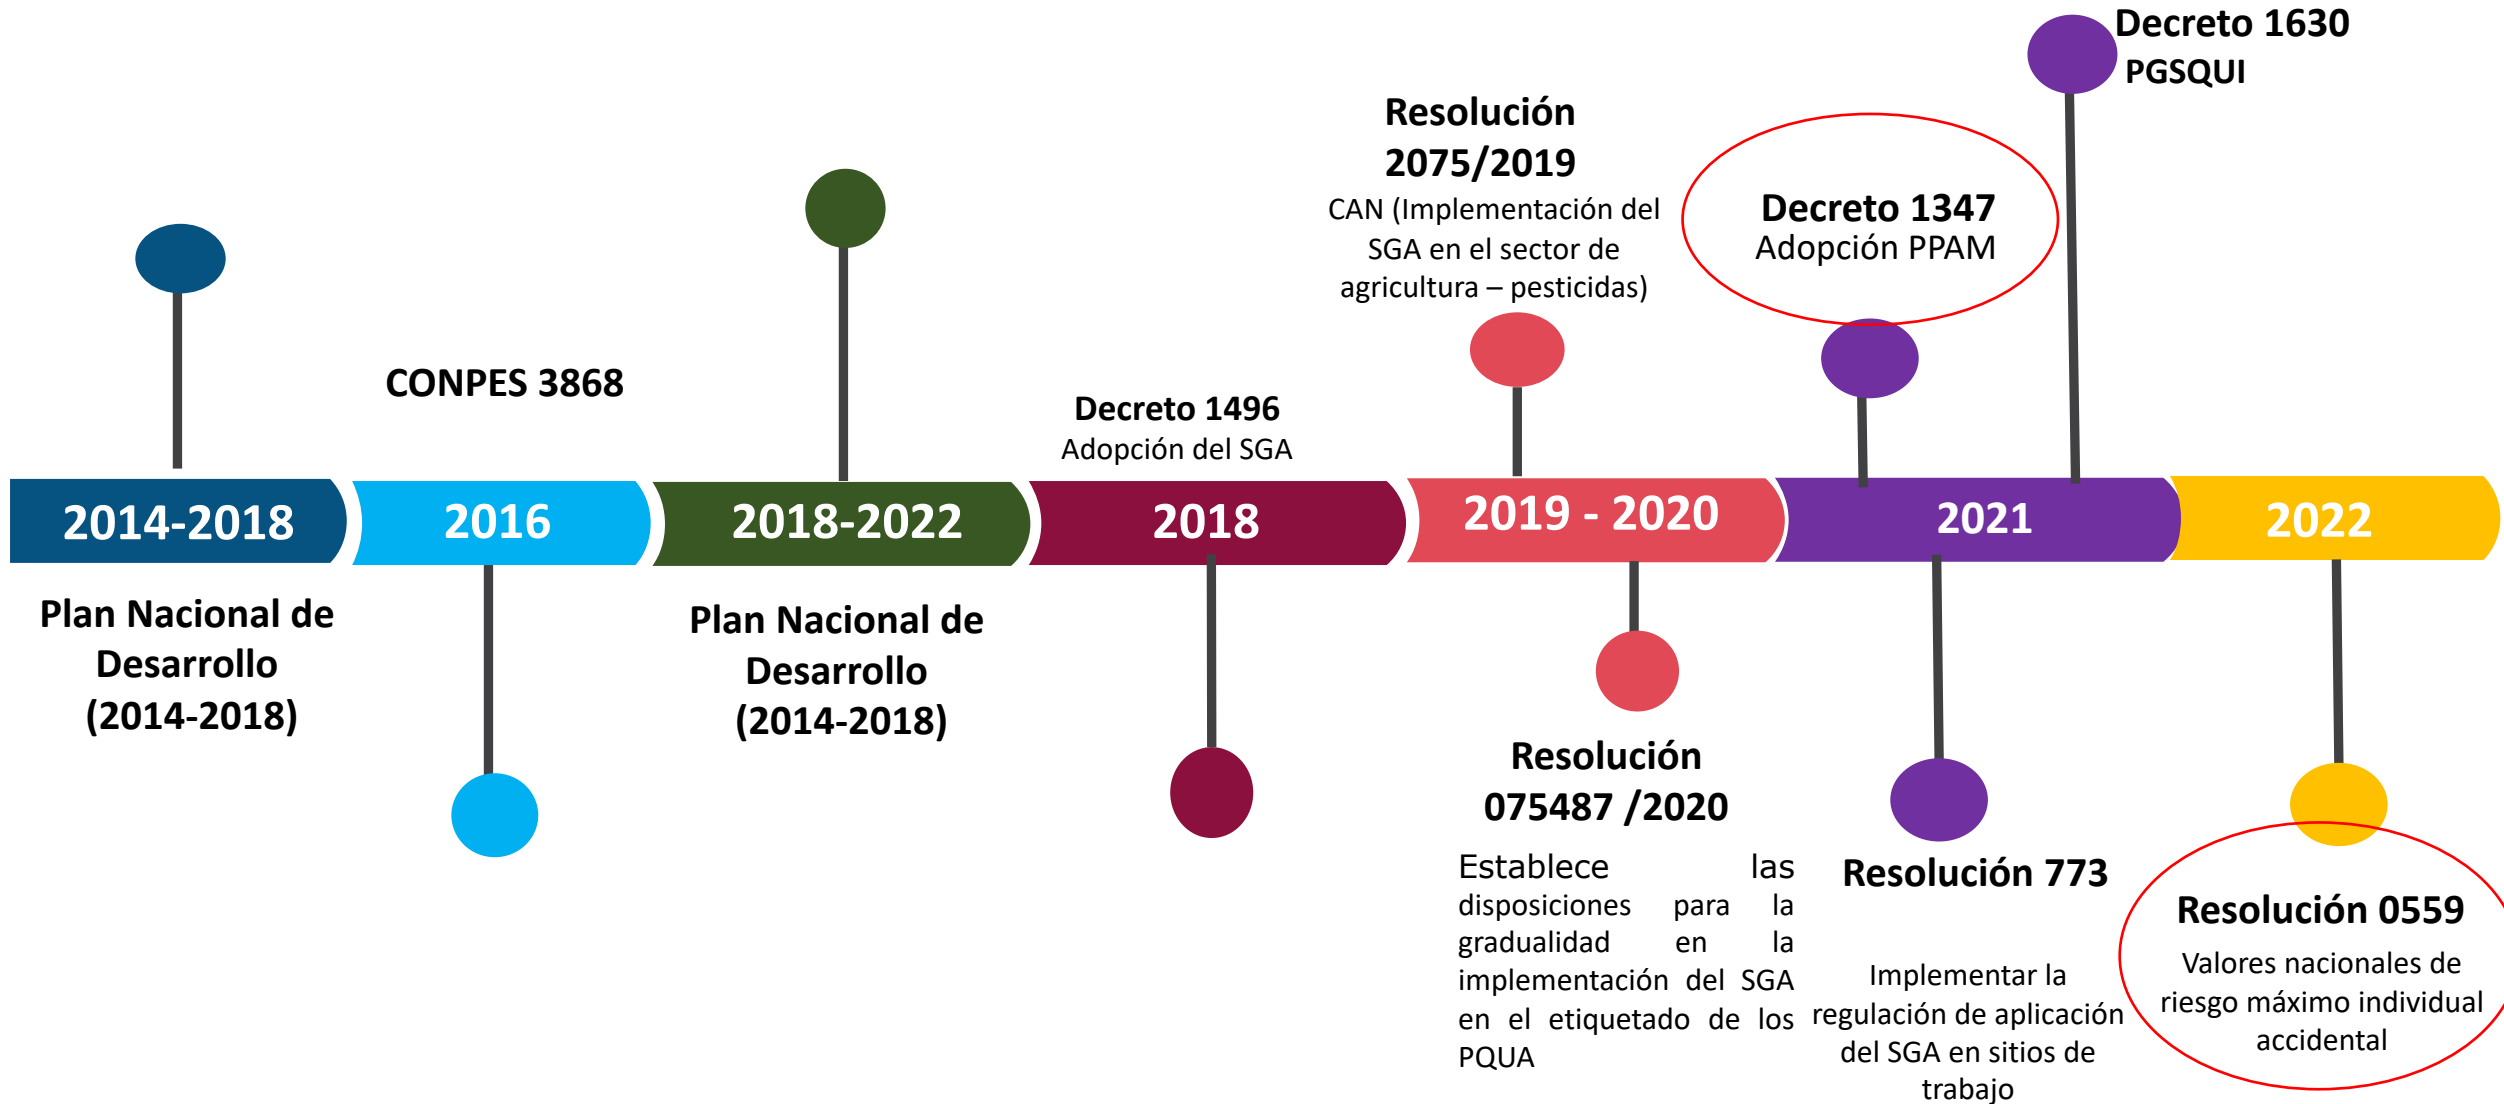 2014-2018
Plan Nacional de
Desarrollo
(2014-2018)
CONPES 3868
2016
2018-2022
Plan Nacional de
Desarrollo
(2014-2018)
Decreto 1496
Adopción del SGA
2018
Resolución
2075/2019
CAN (Implementación del
SGA en el sector de
agricultura – pesticidas)
2019 - 2020
Resolución
075487 /2020
Establece las
disposiciones para la
gradualidad en la
implementación del SGA
en el etiquetado de los
PQUA
Decreto 1347
Adopción PPAM
Decreto 1630
PGSQUI
2021
Resolución 773
Implementar la
regulación de aplicación
del SGA en sitios de
trabajo
2022
Resolución 0559
Valores nacionales de
riesgo máximo individual
accidental